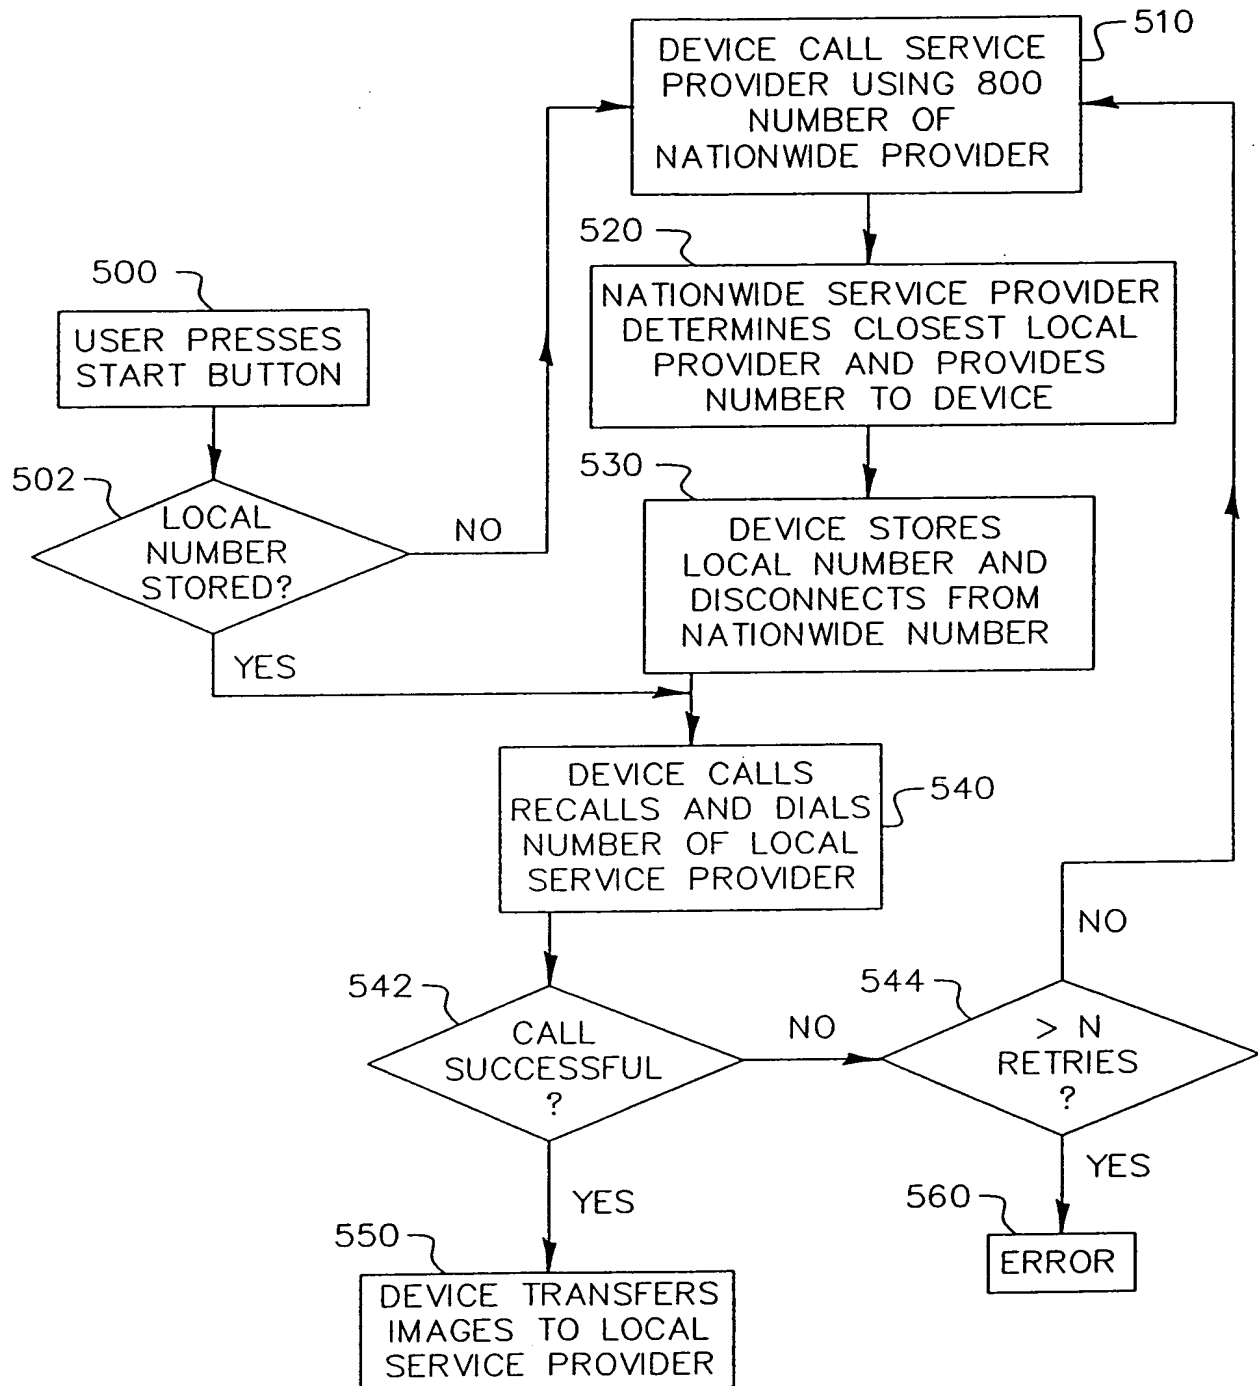 510
DEVICE CALL SERVICE
PROVIDER USING 800
NUMBER OF
NATIONWIDE PROVIDER
520
NATIONWIDE SERVICE PROVIDER
DETERMINES CLOSEST LOCAL
PROVIDER AND PROVIDES
NUMBER TO DEVICE
500
USER PRESSES
START BUTTON
502
LOCAL
NUMBER
STORED?
NO
YES
530
DEVICE STORES
LOCAL NUMBER AND
DISCONNECTS FROM
NATIONWIDE NUMBER
540
DEVICE CALLS
RECALLS AND DIALS
NUMBER OF LOCAL
SERVICE PROVIDER
542
CALL
SUCCESSFUL
?
NO
YES
544
> N
RETRIES
?
NO
YES
560
ERROR
550
DEVICE TRANSFERS
IMAGES TO LOCAL
SERVICE PROVIDER